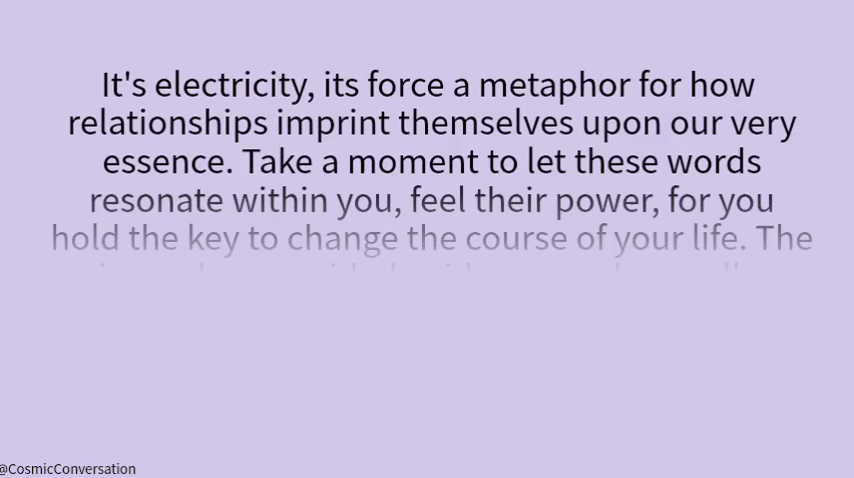 It's electricity, its force a metaphor for how
relationships imprint themselves upon our very
essence. Take a moment to let these words
resonate within you, feel their power, for you
hold the key to change the course of your life. The
@CosmicConversation